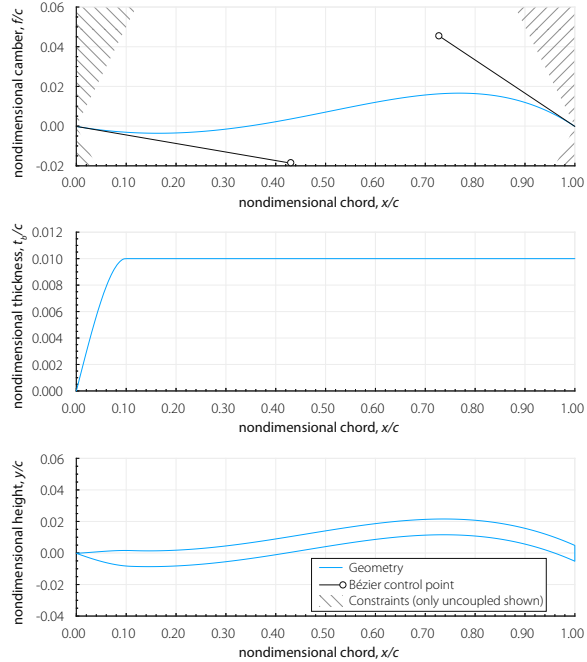 nondimensional camber, f/c
0.06
0.04
0.02
0.00
-0.02
0.00 0.10 0.20 0.30 0.40 0.50 0.60 0.70 0.80 0.90 1.00
nondimensional chord, x/c
nondimensional thickness, t_b/c
0.012
0.010
0.008
0.006
0.004
0.002
0.000
0.00 0.10 0.20 0.30 0.40 0.50 0.60 0.70 0.80 0.90 1.00
nondimensional chord, x/c
nondimensional height, y/c
0.06
0.04
0.02
0.00
-0.02
-0.04
Geometry
Bézier control point
Constraints (only uncoupled shown)
0.00 0.10 0.20 0.30 0.40 0.50 0.60 0.70 0.80 0.90 1.00
nondimensional chord, x/c